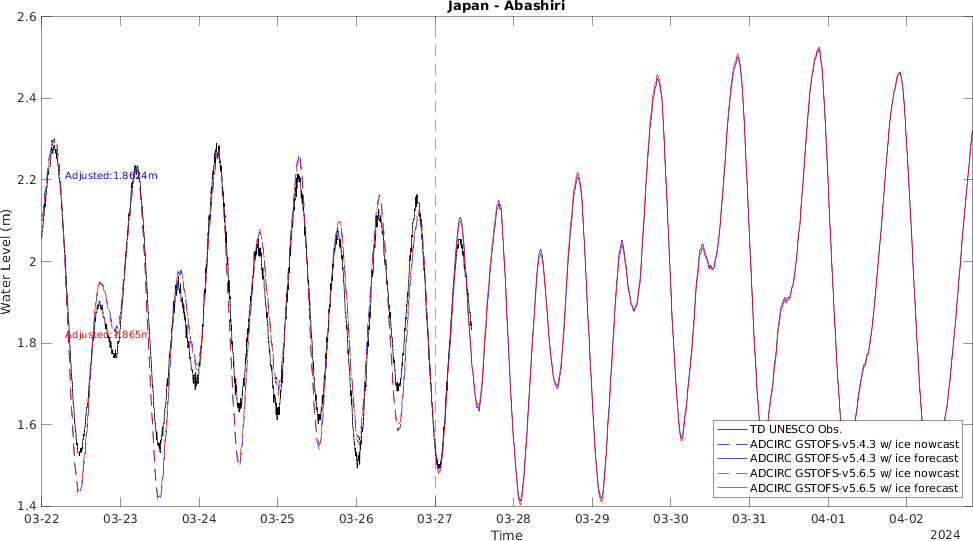 Japan - Abashiri
2.6
2.4
2.2
2
1.8
1.6
1.4
Water Level (m)
Adjusted:1.8624m
Adjusted:1.865m
TD UNESCO Obs.
ADCIRC GSTOFS-v5.4.3 w/ ice nowcast
ADCIRC GSTOFS-v5.4.3 w/ ice forecast
ADCIRC GSTOFS-v5.6.5 w/ ice nowcast
ADCIRC GSTOFS-v5.6.5 w/ ice forecast
03-22 03-23 03-24 03-25 03-26 03-27 03-28 03-29 03-30 03-31 04-01 04-02
Time
2024